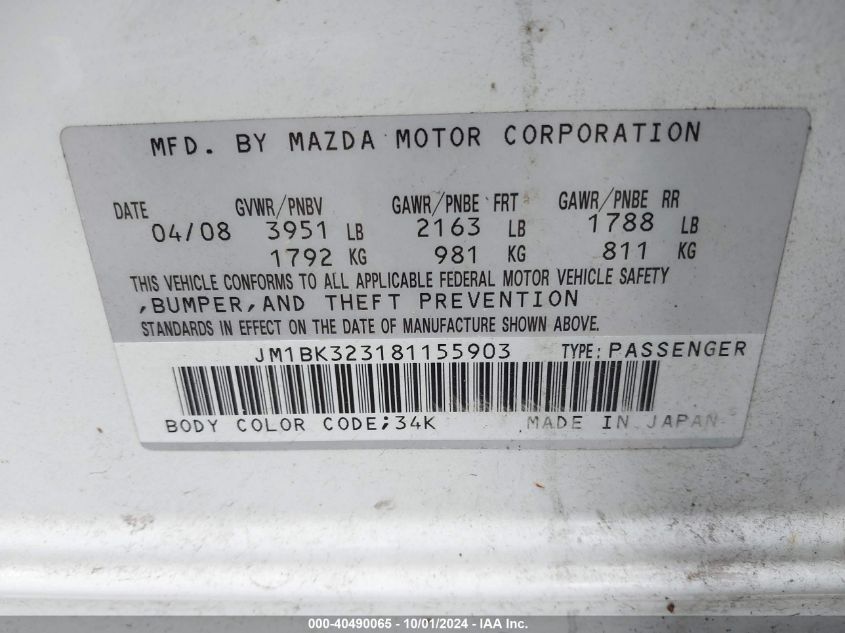 MFD. BY MAZDA MOTOR CORPORATION
DATE GVWR/PNBV GAWR/PNBE FRT GAWR/PNBE RR
04/08 3951 LB 2163 LB 1788 LB
1792 KG 981 KG 811 KG
THIS VEHICLE CONFORMS TO ALL APPLICABLE FEDERAL MOTOR VEHICLE SAFETY
,BUMPER,AND THEFT PREVENTION
STANDARDS IN EFFECT ON THE DATE OF MANUFACTURE SHOWN ABOVE.
JM1BK323181155903 TYPE: PASSENGER
BODY COLOR CODE;34K MADE IN JAPAN
000-40490065 - 10/01/2024 - IAA Inc.